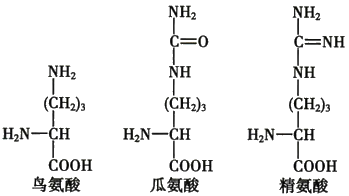 NH₂
(CH₂)₃
H₂N—CH
COOH
鸟氨酸
NH₂
C=O
NH
(CH₂)₃
H₂N—CH
COOH
瓜氨酸
NH₂
C=NH
NH
(CH₂)₃
H₂N—CH
COOH
精氨酸